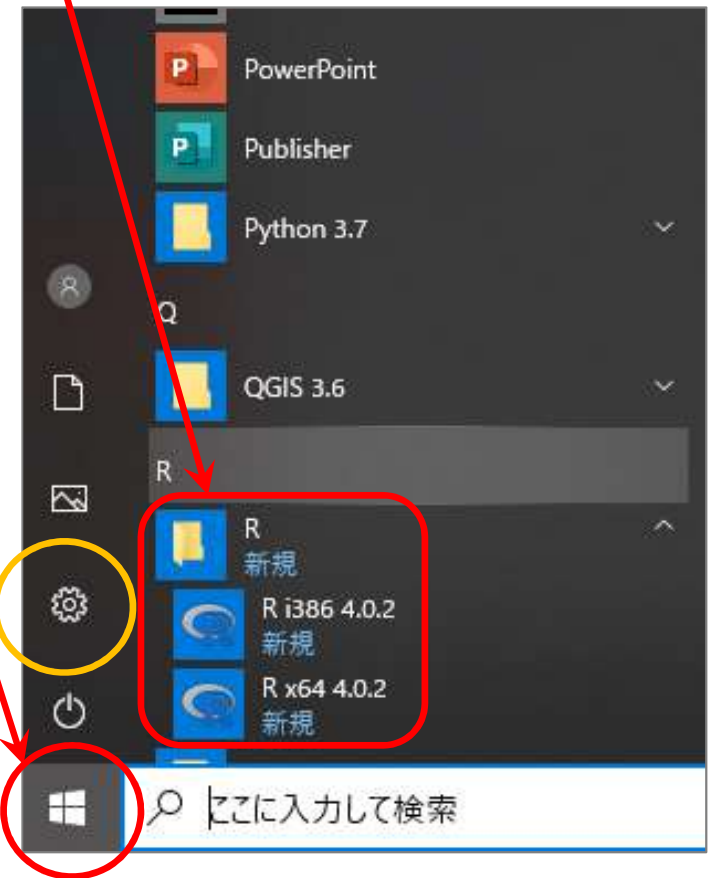 PowerPoint
Publisher
Python 3.7
Q
QGIS 3.6
R
R
新規
R i386 4.0.2
新規
R x64 4.0.2
新規
ここに入力して検索